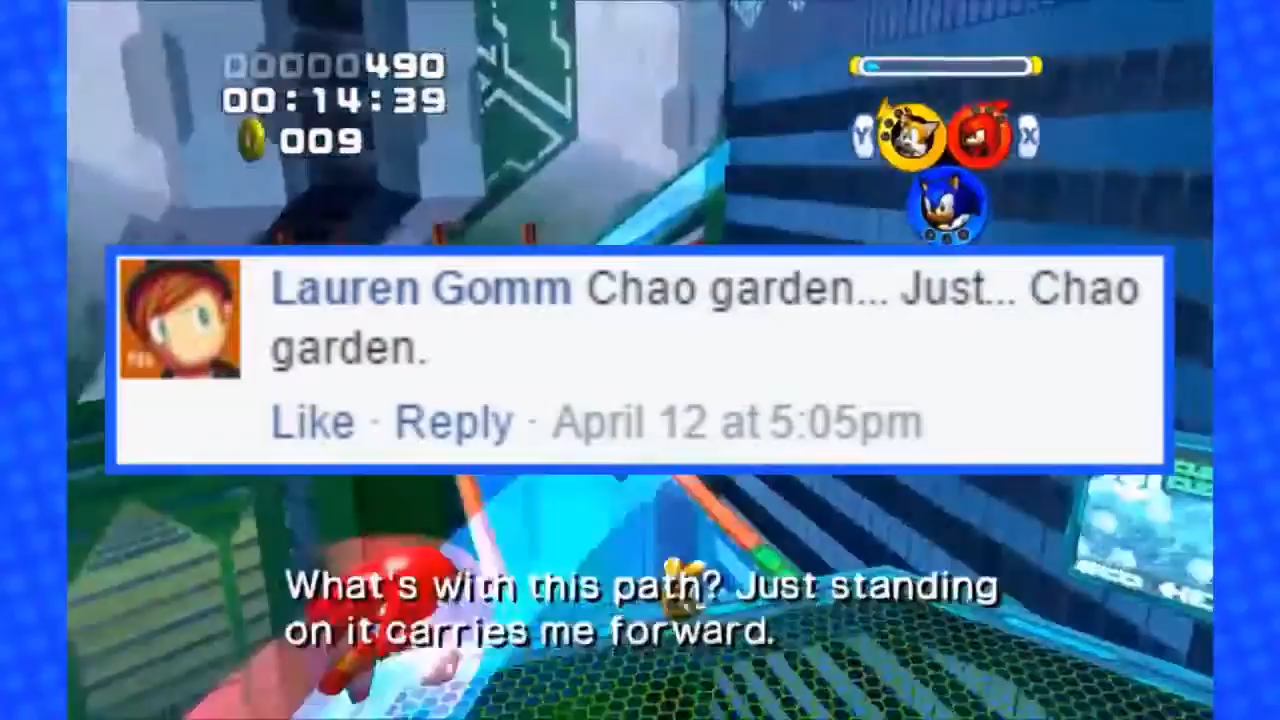 00000490
00:14:39
009
Y X
Lauren Gomm Chao garden... Just... Chao
garden.
Like · Reply · April 12 at 5:05pm
What's with this path? Just standing
on it carries me forward.